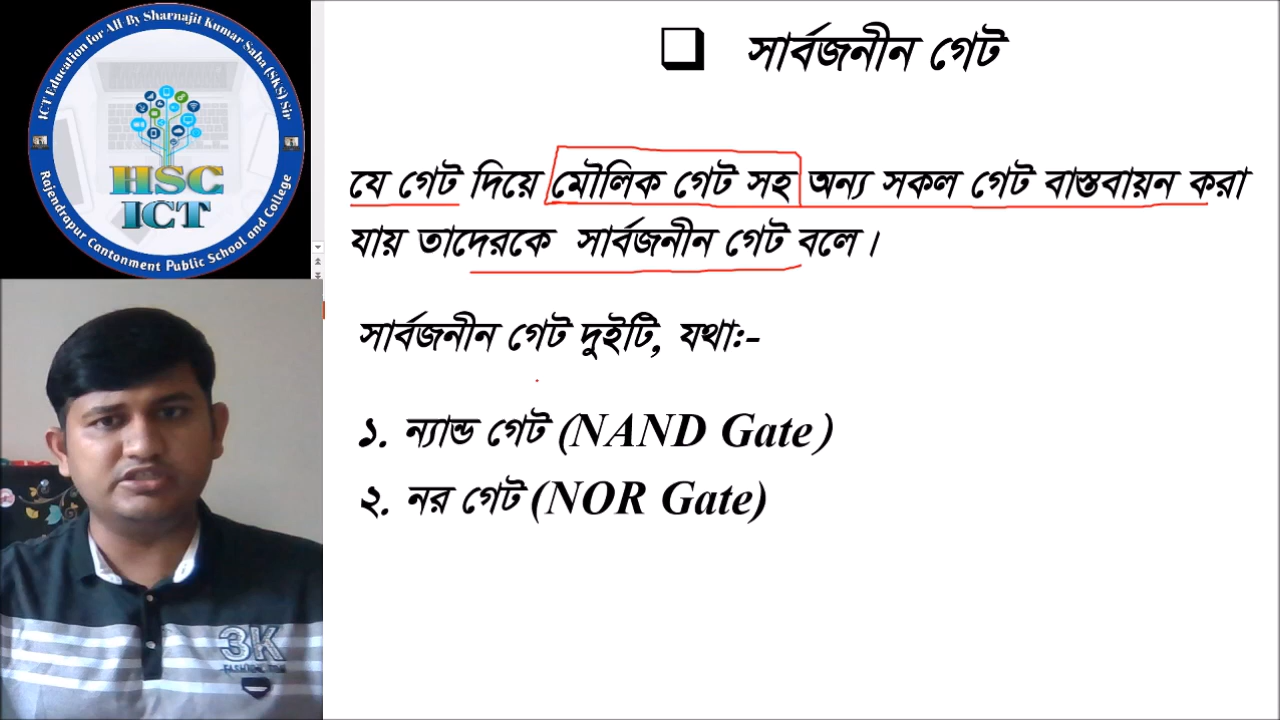 ICT Education for All By Sharnajit Kumar Saha (SKS) Sir
HSC
ICT
Rajendrapur Cantonment Public School and College
সার্বজনীন গেট
যে গেট দিয়ে মৌলিক গেট সহ অন্য সকল গেট বাস্তবায়ন করা
যায় তাদেরকে সার্বজনীন গেট বলে।
সার্বজনীন গেট দুইটি, যথাঃ-
১. ন্যান্ড গেট (NAND Gate)
২. নর গেট (NOR Gate)
3K